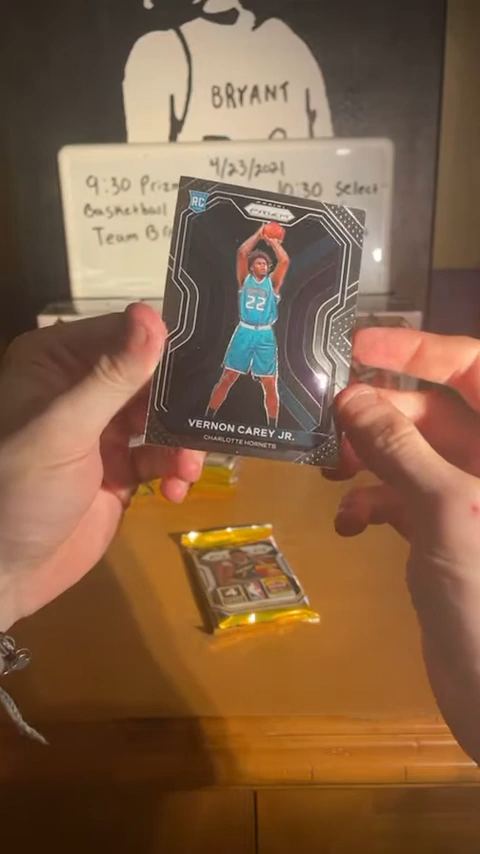 BRYANT
4/23/2021
9:30 Prizm
10:30 Select
Basketball
Team
RC
PANINI
PRIZM
22
VERNON CAREY JR.
CHARLOTTE HORNETS